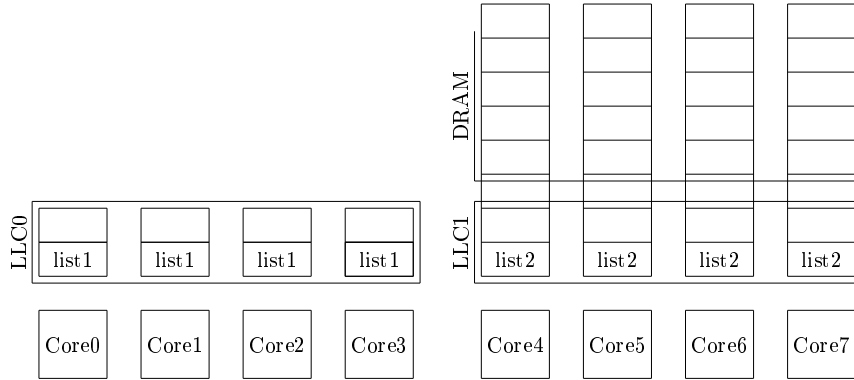 DRAM
LLC0
list1 list1 list1 list1
LLC1
list2 list2 list2 list2
Core0 Core1 Core2 Core3 Core4 Core5 Core6 Core7